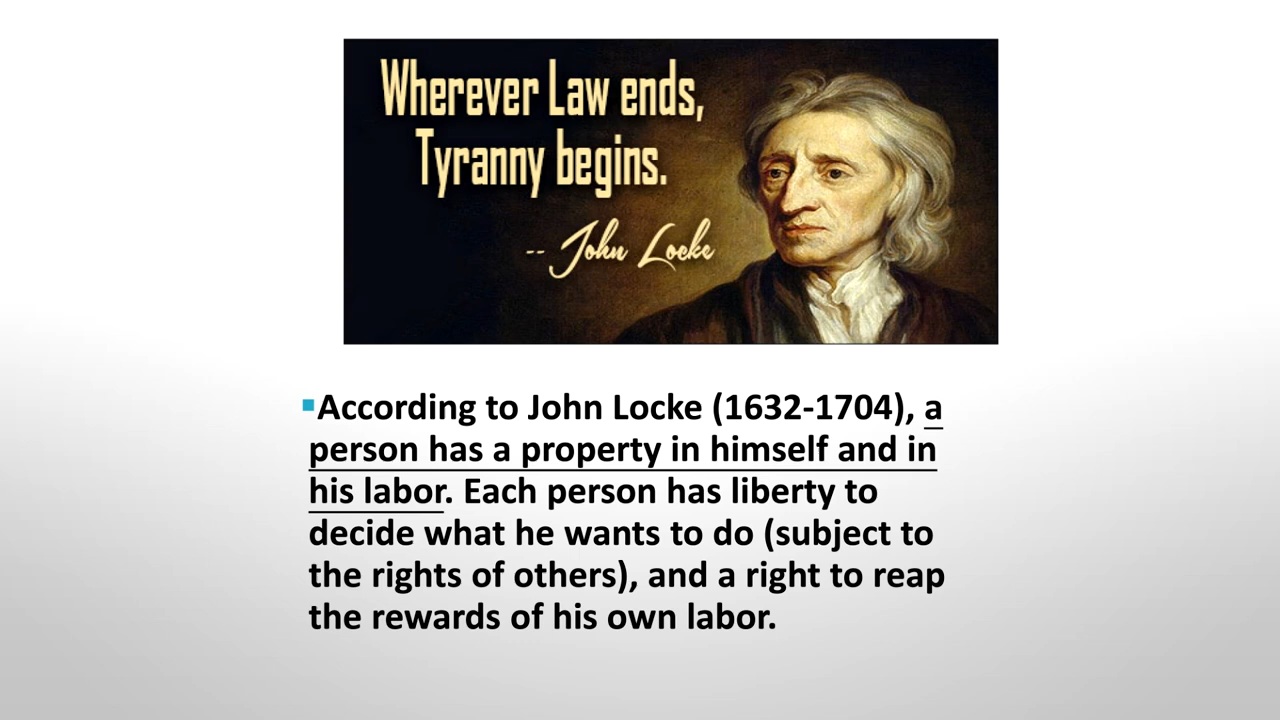 Wherever Law ends,
Tyranny begins.
-- John Locke
▪According to John Locke (1632-1704), a
person has a property in himself and in
his labor. Each person has liberty to
decide what he wants to do (subject to
the rights of others), and a right to reap
the rewards of his own labor.